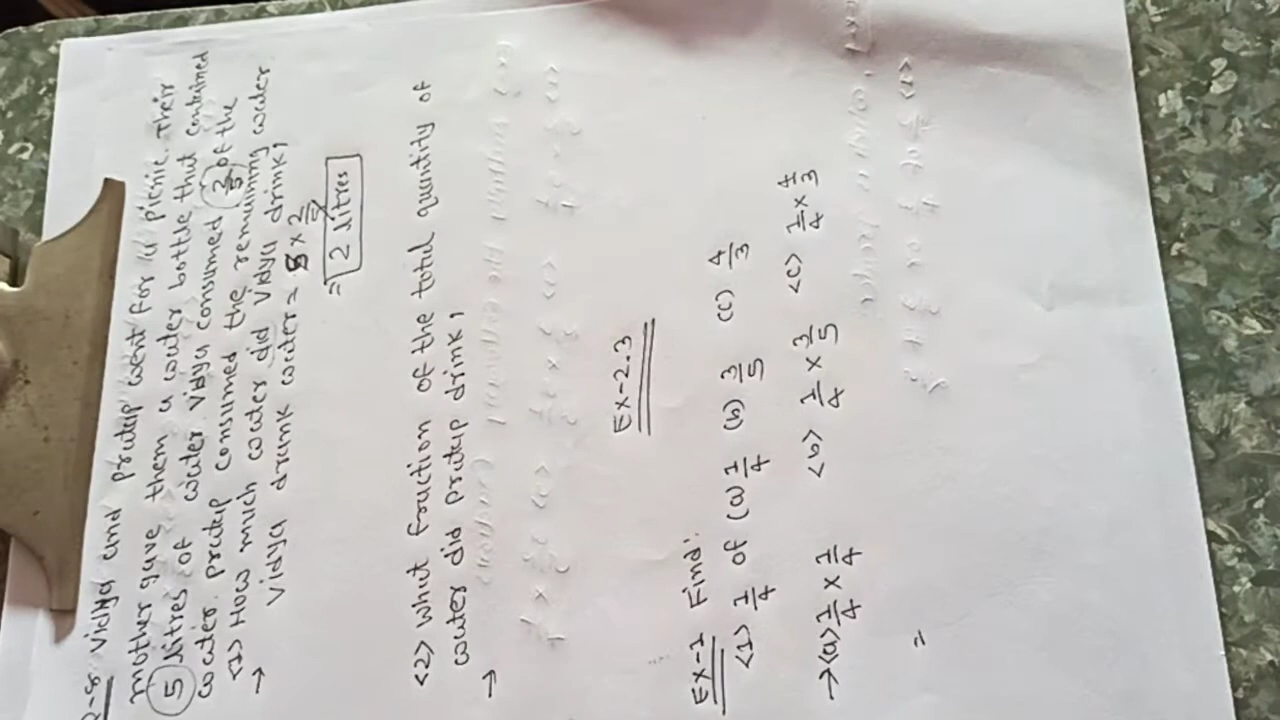 Q-8 Vidya and pratap went for a picnic. Their
mother gave them a water bottle that contained
5 litres of water. Vidya consumed 2/5 of the
water. pratap consumed the remaining water
<1> How much water did Vidya drink,
→ Vidya drunk water = 5 × 2/5
= 2 litres
<2> What fraction of the total quantity of
water did pratap drink,
→
Ex-2.3
Ex-1 Find:
<1> 1/4 of (a) 1/4 (b) 3/5 (c) 4/3
→ (a) 1/4 × 1/4 <b> 1/4 × 3/5 <c> 1/4 × 4/3
=